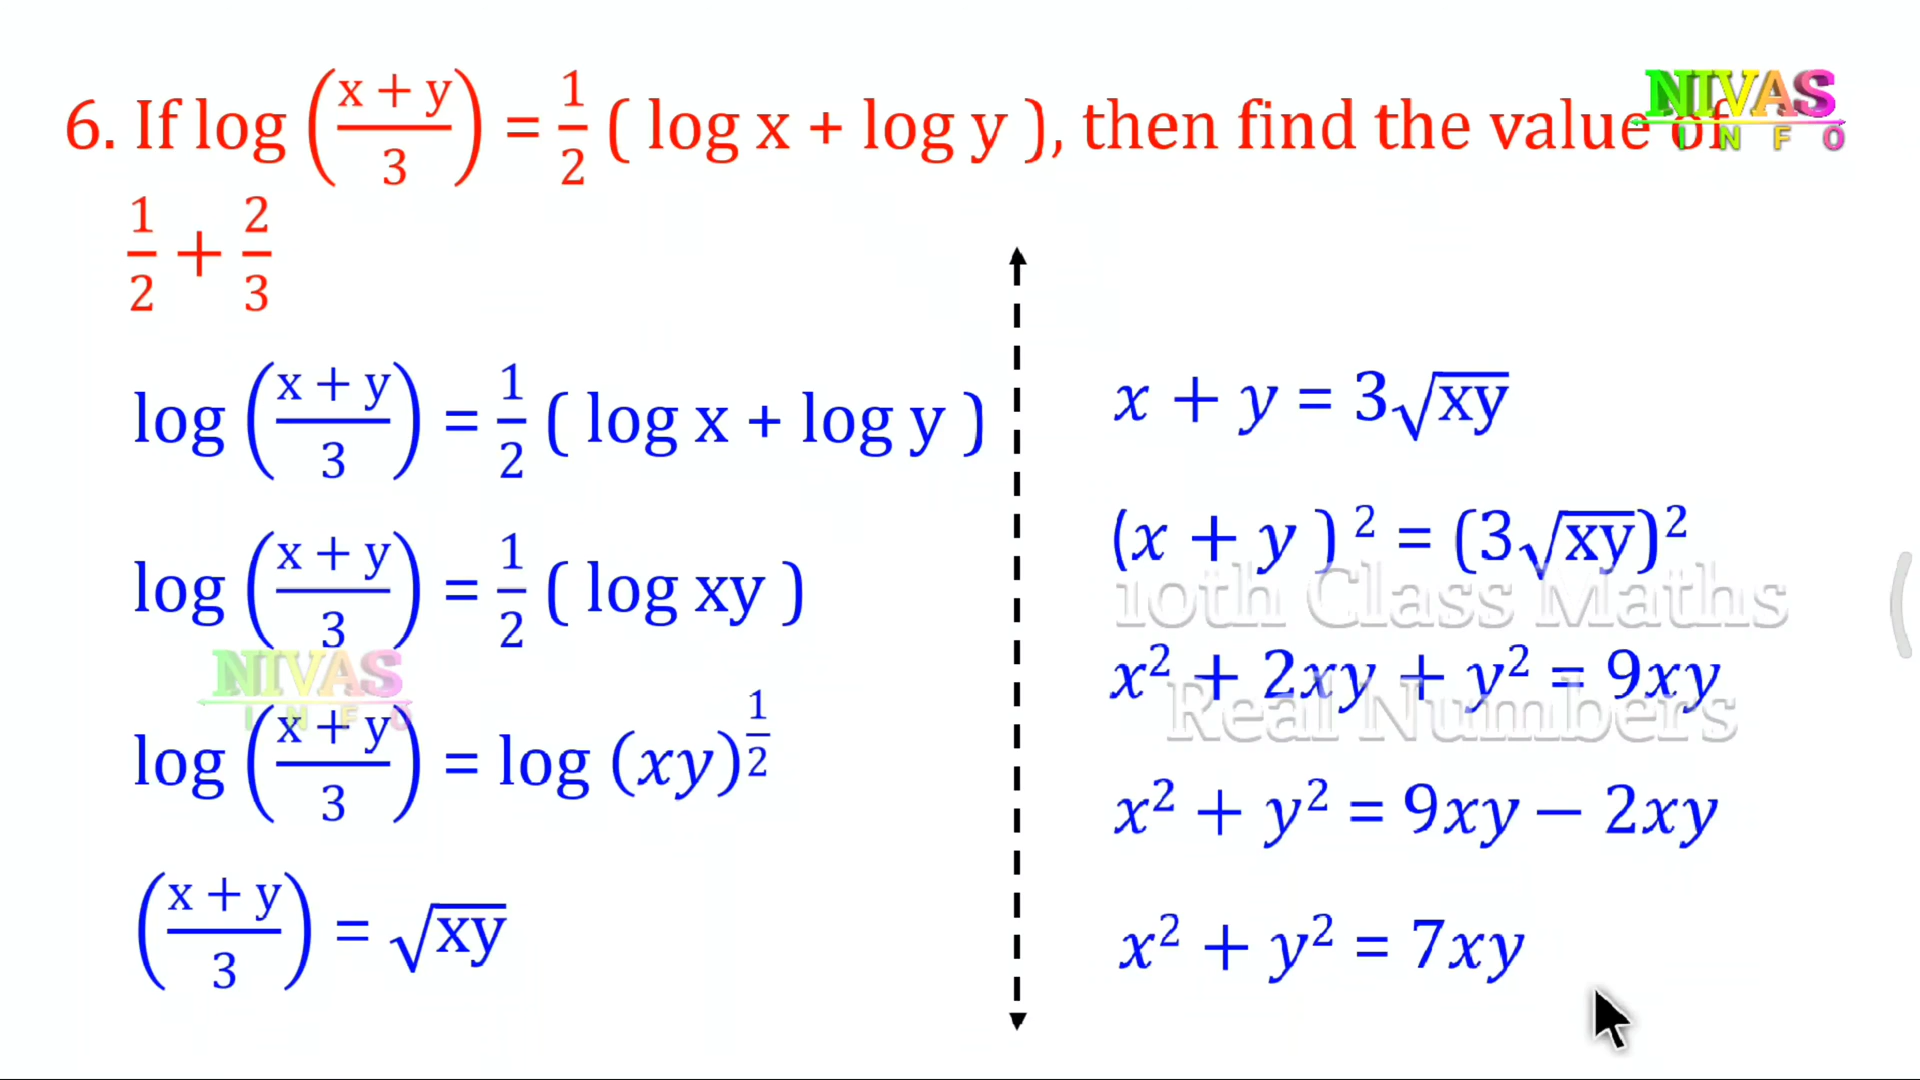 6. If log ((x + y)/3) = 1/2 ( log x + log y ), then find the value of
1/2 + 2/3
log ((x + y)/3) = 1/2 ( log x + log y )
log ((x + y)/3) = 1/2 ( log xy )
log ((x + y)/3) = log (xy)^(1/2)
((x + y)/3) = √xy
x + y = 3√xy
(x + y )² = (3√xy)²
x² + 2xy + y² = 9xy
x² + y² = 9xy − 2xy
x² + y² = 7xy
NIVAS
INFO
NIVAS
INFO
10th Class Maths
Real Numbers
(